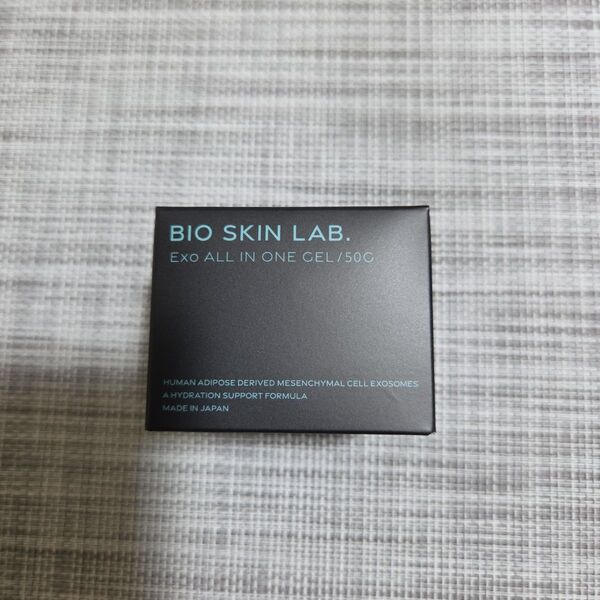 BIO SKIN LAB.
Exo ALL IN ONE GEL/50G
HUMAN ADIPOSE DERIVED MESENCHYMAL CELL EXOSOMES
A HYDRATION SUPPORT FORMULA
MADE IN JAPAN